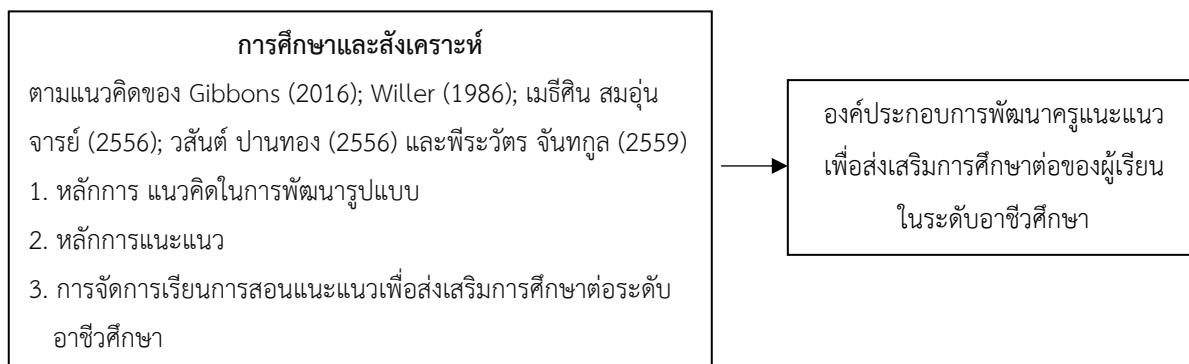 การศึกษาและสังเคราะห์
ตามแนวคิดของ Gibbons (2016); Willer (1986); เมธีศิน สมอุ่น
จารย์ (2556); วสันต์ ปานทอง (2556) และพีระวัตร จันทกูล (2559)
1. หลักการ แนวคิดในการพัฒนารูปแบบ
2. หลักการแนะแนว
3. การจัดการเรียนการสอนแนะแนวเพื่อส่งเสริมการศึกษาต่อระดับ
อาชีวศึกษา
องค์ประกอบการพัฒนาครูแนะแนว
เพื่อส่งเสริมการศึกษาต่อของผู้เรียน
ในระดับอาชีวศึกษา